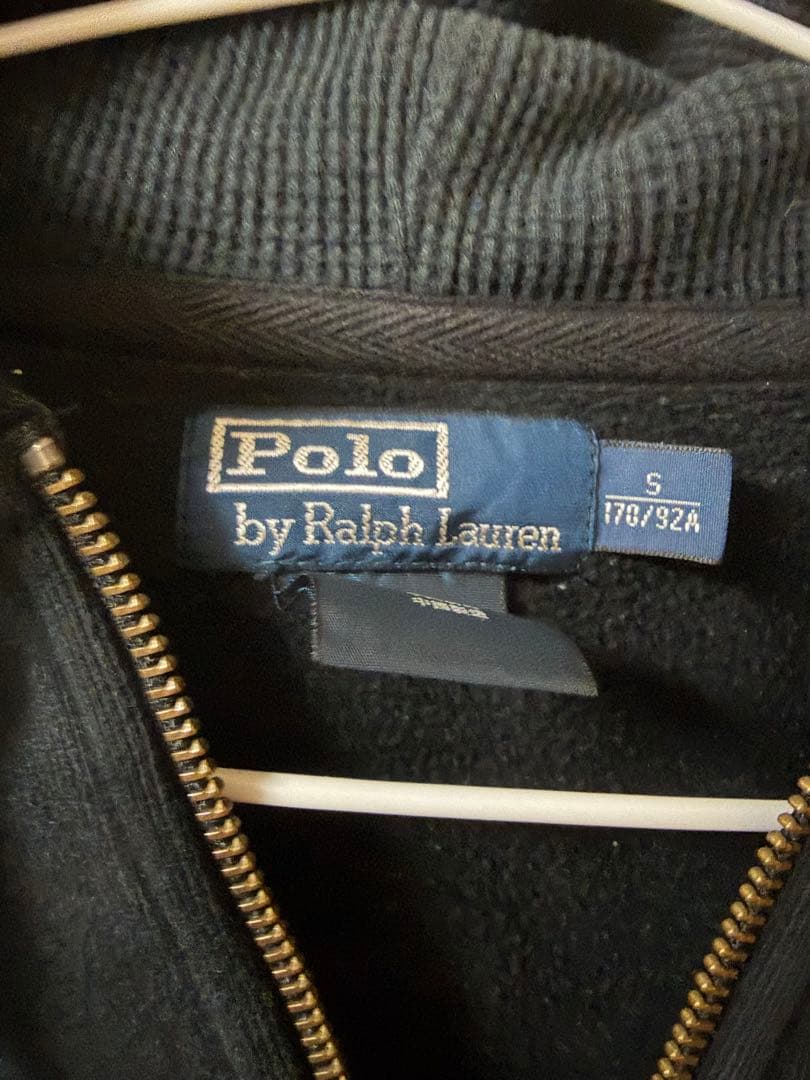 Polo
by Ralph Lauren
S
170/92A